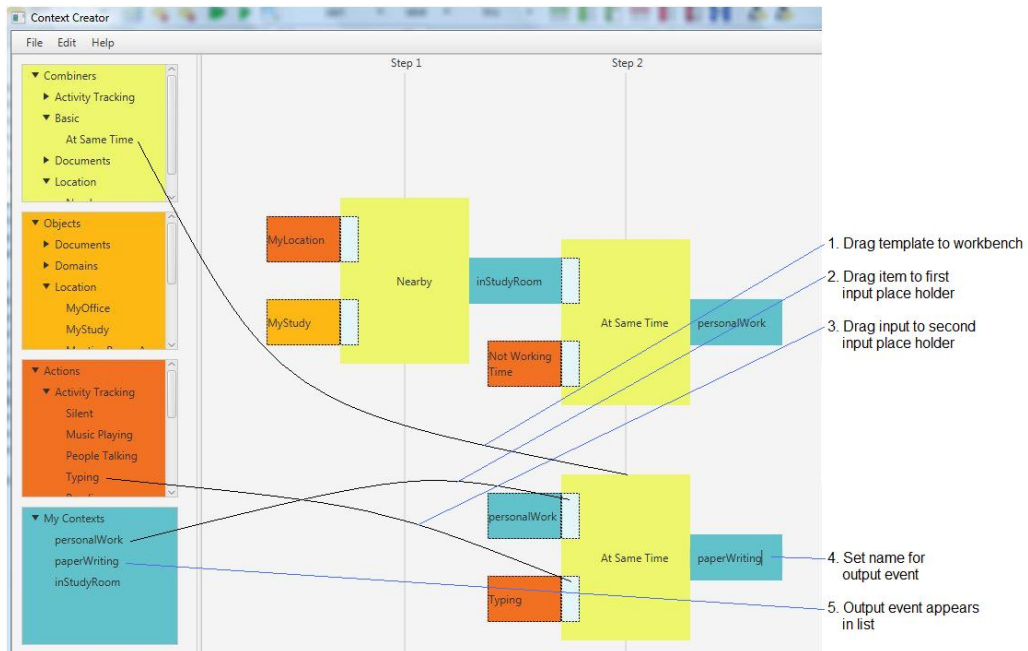 Context Creator
File Edit Help
Combiners
Activity Tracking
Basic
At Same Time
Documents
Location
Objects
Documents
Domains
Location
MyOffice
MyStudy
Actions
Activity Tracking
Silent
Music Playing
People Talking
Typing
My Contexts
personalWork
paperWriting
inStudyRoom
Step 1
Step 2
MyLocation
MyStudy
Nearby
inStudyRoom
Not Working
Time
At Same Time
personalWork
personalWork
Typing
At Same Time
paperWriting
1. Drag template to workbench
2. Drag item to first
input place holder
3. Drag input to second
input place holder
4. Set name for
output event
5. Output event appears
in list